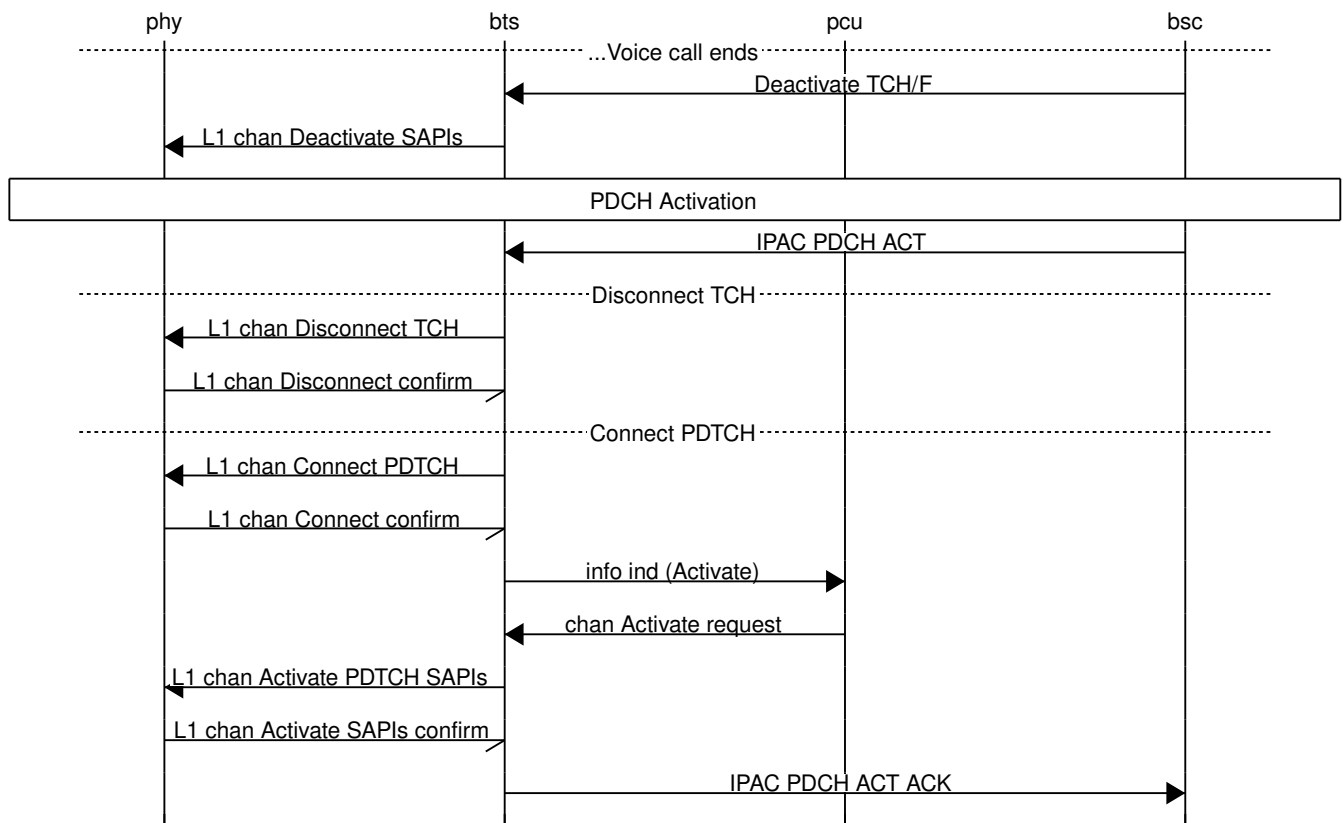 phy bts pcu bsc
...Voice call ends
Deactivate TCH/F
L1 chan Deactivate SAPIs
PDCH Activation
IPAC PDCH ACT
Disconnect TCH
L1 chan Disconnect TCH
L1 chan Disconnect confirm
Connect PDTCH
L1 chan Connect PDTCH
L1 chan Connect confirm
info ind (Activate)
chan Activate request
L1 chan Activate PDTCH SAPIs
L1 chan Activate SAPIs confirm
IPAC PDCH ACT ACK